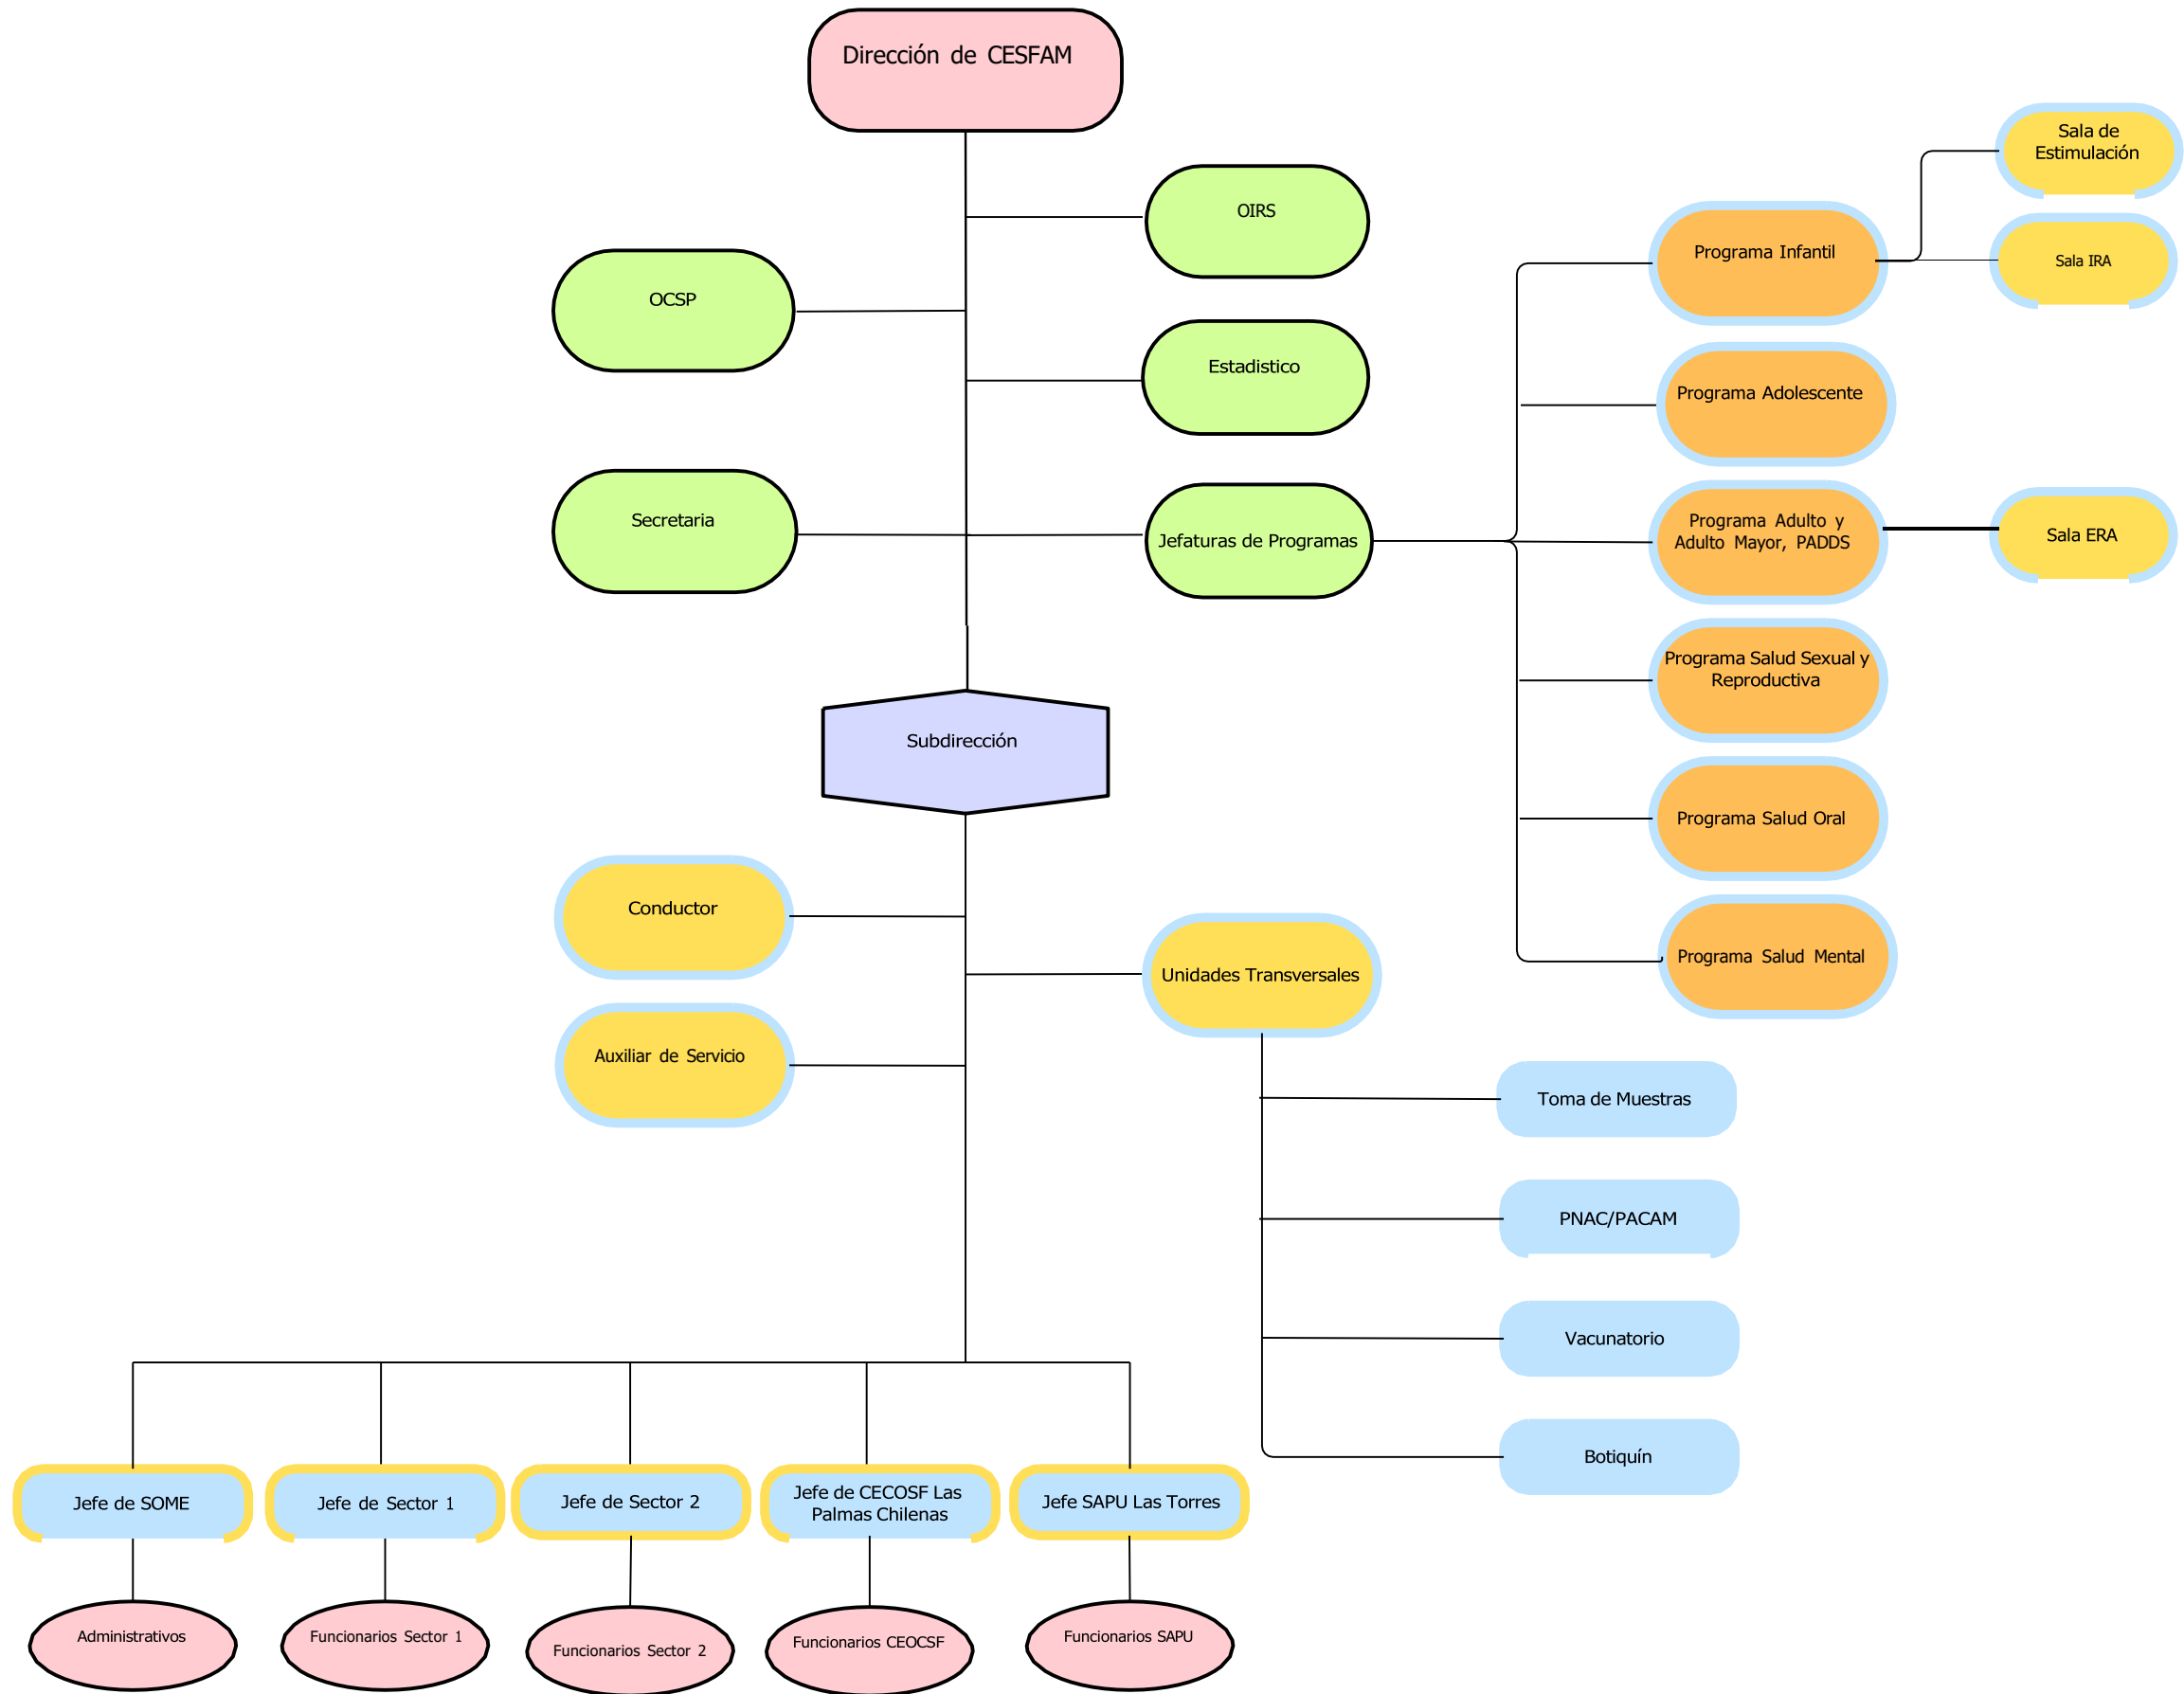 Dirección de CESFAM
Sala de
Estimulación
OIRS
Programa Infantil
Sala IRA
OCSP
Estadistico
Programa Adolescente
Secretaria
Jefaturas de Programas
Programa Adulto y
Adulto Mayor, PADDS
Sala ERA
Programa Salud Sexual y
Reproductiva
Subdirección
Programa Salud Oral
Conductor
Unidades Transversales
Programa Salud Mental
Auxiliar de Servicio
Toma de Muestras
PNAC/PACAM
Vacunatorio
Botiquín
Jefe de SOME
Jefe de Sector 1
Jefe de Sector 2
Jefe de CECOSF Las
Palmas Chilenas
Jefe SAPU Las Torres
Administrativos
Funcionarios Sector 1
Funcionarios Sector 2
Funcionarios CEOCSF
Funcionarios SAPU